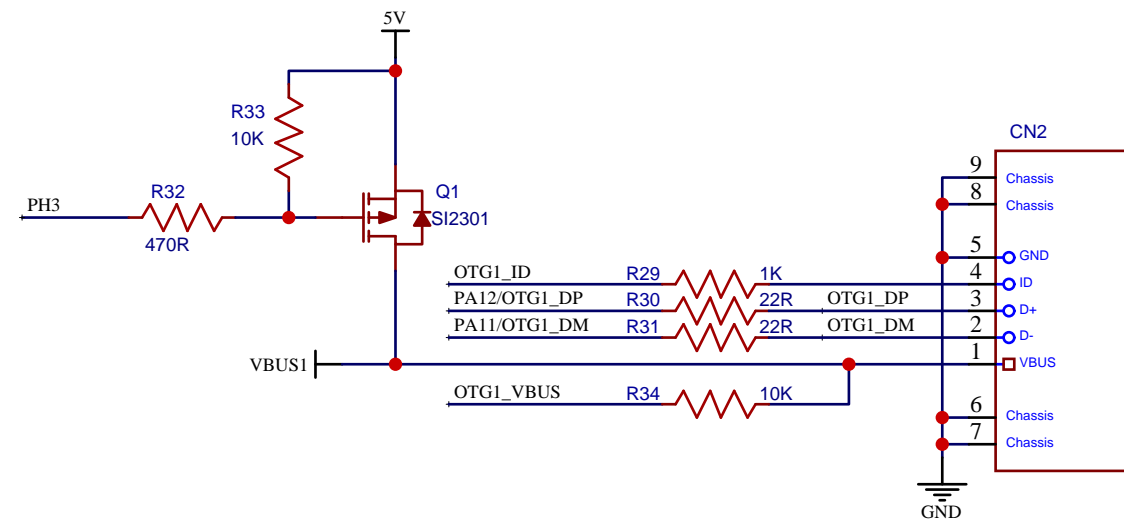 5V
R33
10K
CN2
PH3
R32
470R
Q1
SI2301
9
Chassis
8
Chassis
5
GND
OTG1_ID
R29
1K
4
ID
PA12/OTG1_DP
R30
22R
OTG1_DP
3
D+
PA11/OTG1_DM
R31
22R
OTG1_DM
2
D-
VBUS1
1
VBUS
OTG1_VBUS
R34
10K
6
Chassis
7
Chassis
GND